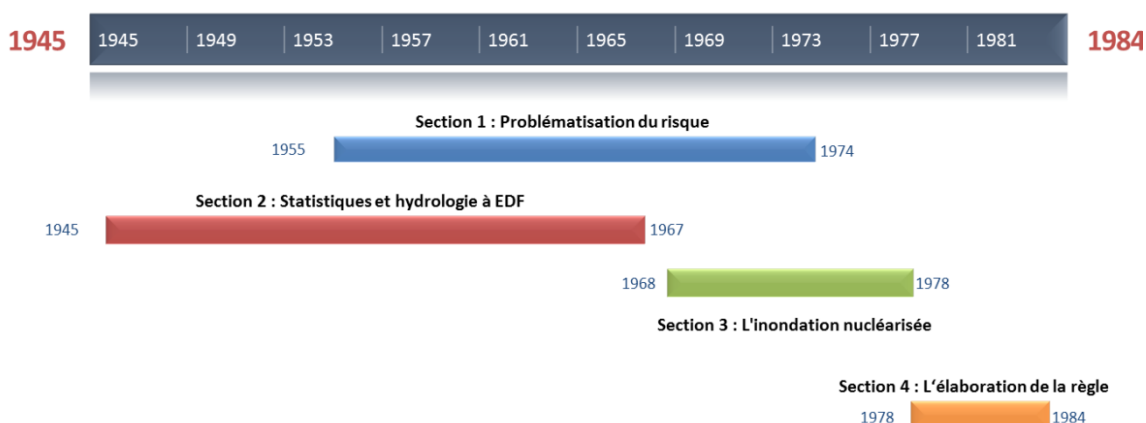 1945 1945 1949 1953 1957 1961 1965 1969 1973 1977 1981 1984
Section 1 : Problématisation du risque
1955 1974
Section 2 : Statistiques et hydrologie à EDF
1945 1967
1968 1978
Section 3 : L'inondation nucléarisée
Section 4 : L‘élaboration de la règle
1978 1984